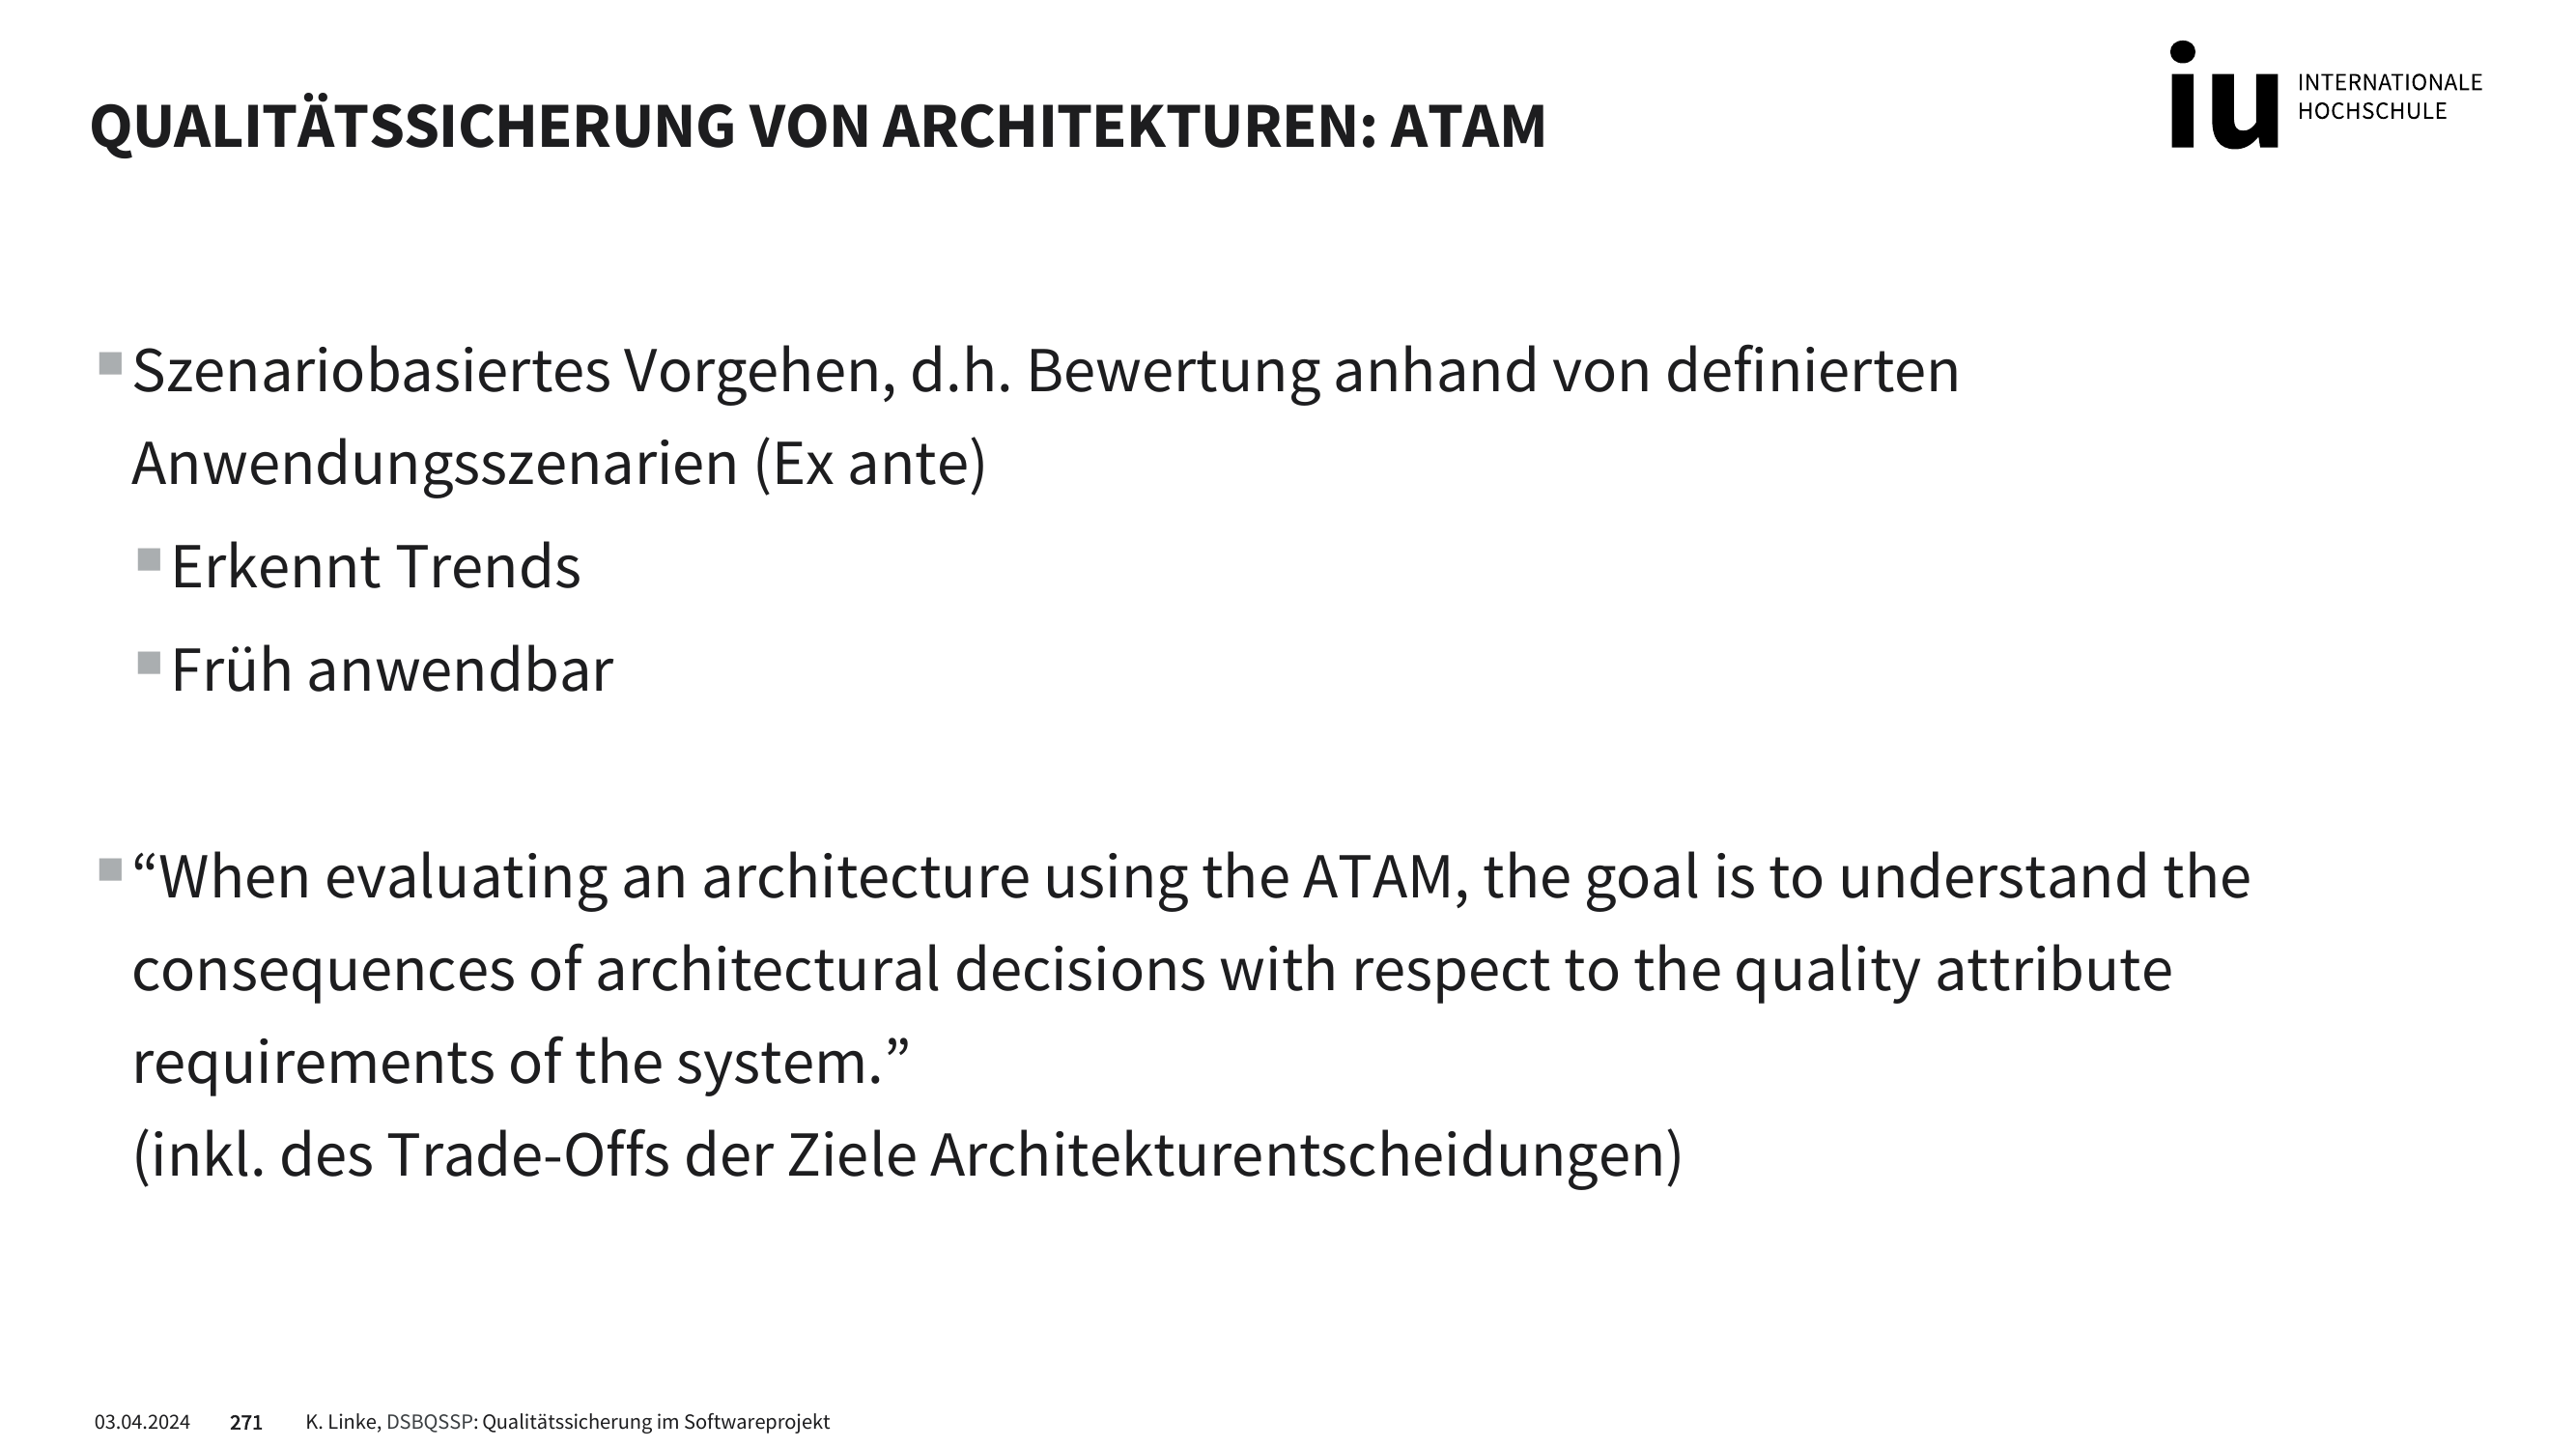 QUALITÄTSSICHERUNG VON ARCHITEKTUREN: ATAM
iu INTERNATIONALE
HOCHSCHULE
Szenariobasiertes Vorgehen, d.h. Bewertung anhand von definierten
Anwendungsszenarien (Ex ante)
Erkennt Trends
Früh anwendbar
“When evaluating an architecture using the ATAM, the goal is to understand the
consequences of architectural decisions with respect to the quality attribute
requirements of the system.”
(inkl. des Trade-Offs der Ziele Architekturentscheidungen)
03.04.2024 271 K. Linke, DSBQSSP: Qualitätssicherung im Softwareprojekt